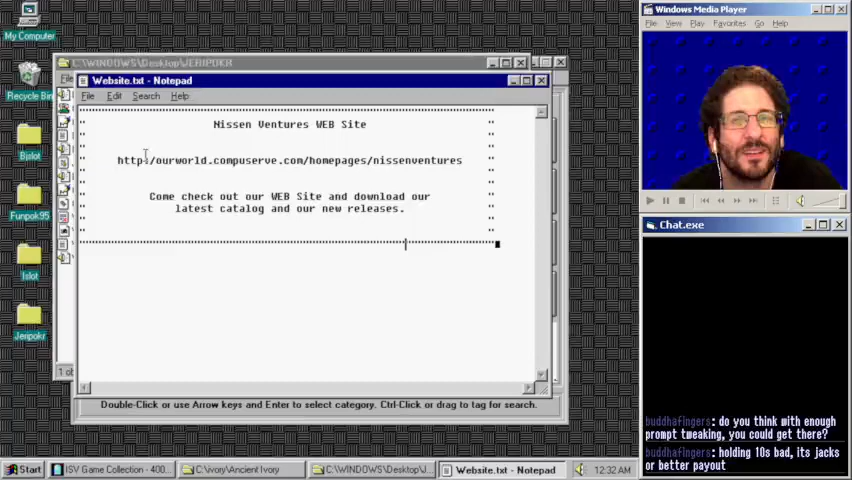 My Computer
Recycle Bin
Bjslot
Funpok95
Islot
Jeripokr
C:\WINDOWS\Desktop\JERIPOKR
Website.txt - Notepad
File Edit Search Help
Nissen Ventures WEB Site
http://ourworld.compuserve.com/homepages/nissenventures
Come check out our WEB Site and download our
latest catalog and our new releases.
Double-Click or use Arrow keys and Enter to select category. Ctrl-Click or drag to tag for search.
Windows Media Player
File View Play Favorites Go Help
Chat.exe
buddhafingers: do you think with enough
prompt tweaking, you could get there?
buddhafingers: holding 10s bad, its jacks
or better payout
Start
ISV Game Collection - 400...
C:\ivory\Ancient Ivory
C:\WINDOWS\Desktop\J...
Website.txt - Notepad
12:32 AM